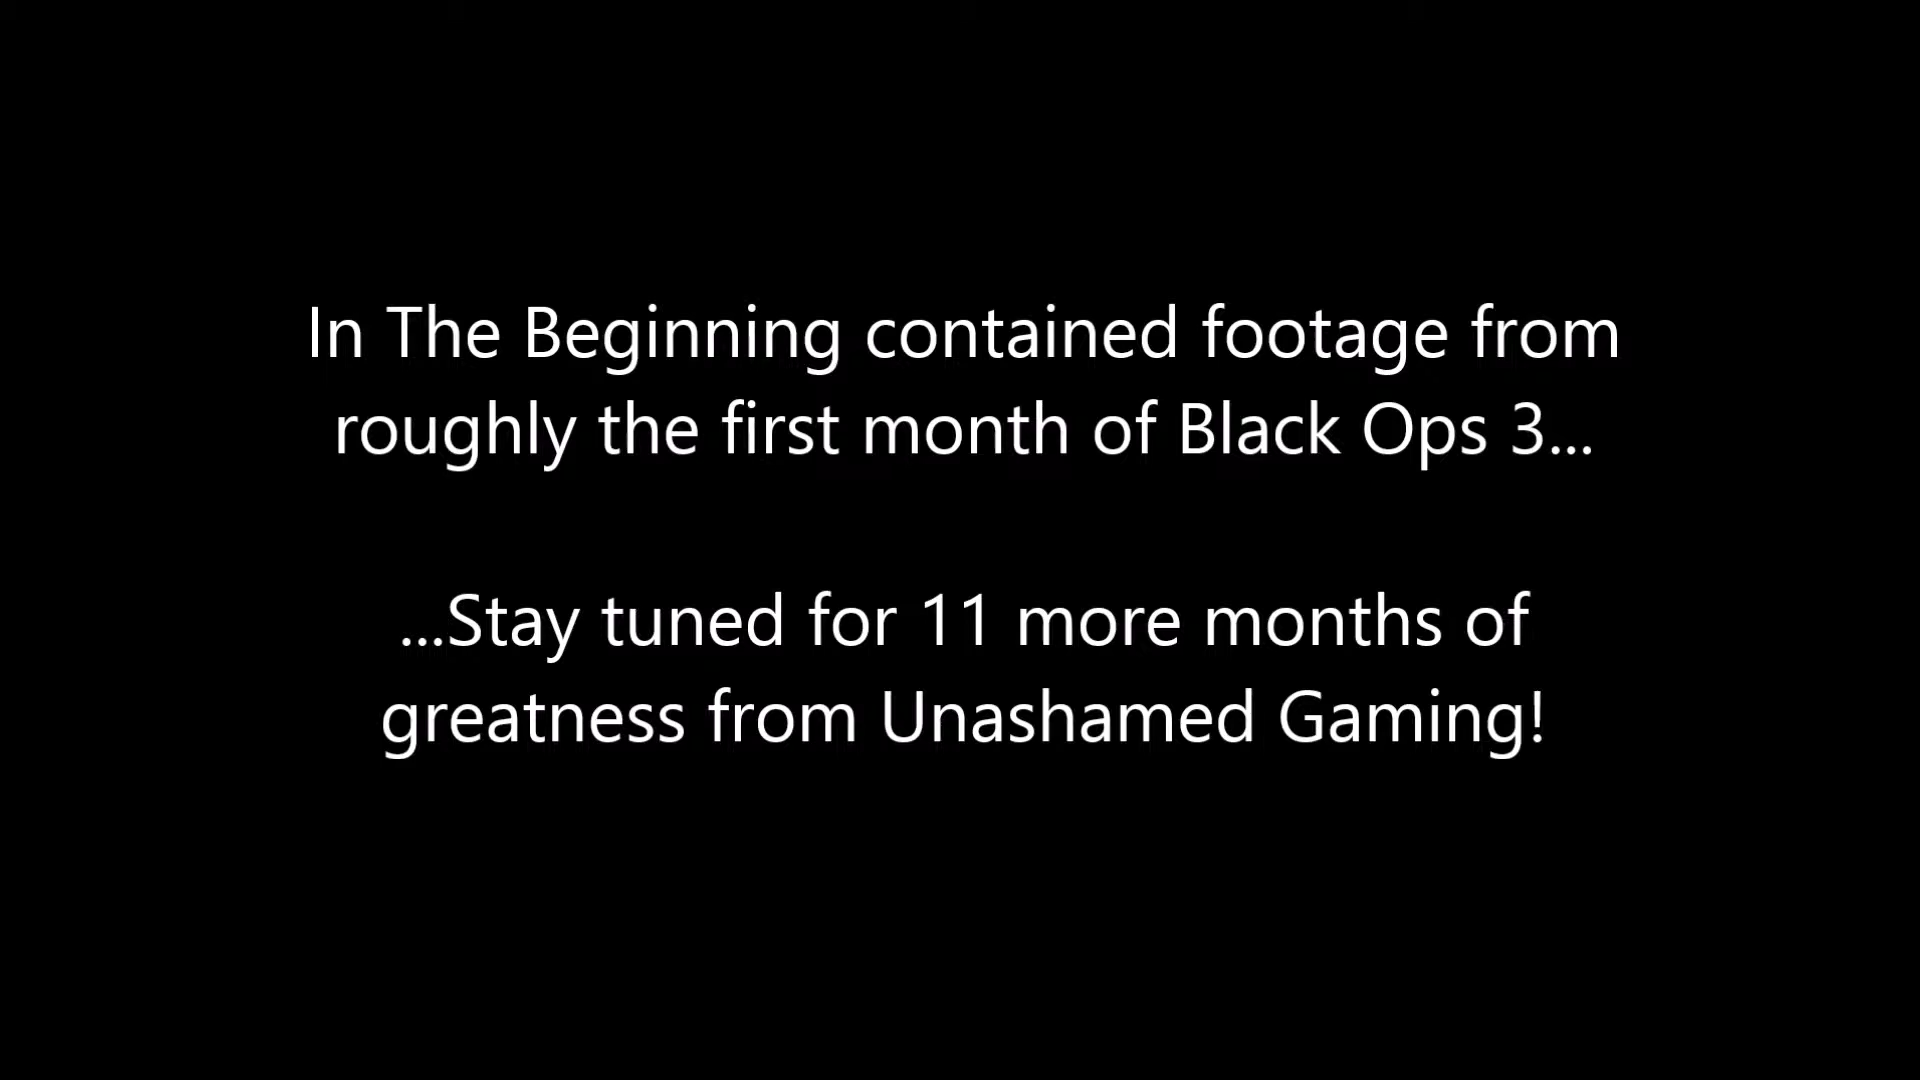 In The Beginning contained footage from
roughly the first month of Black Ops 3...
...Stay tuned for 11 more months of
greatness from Unashamed Gaming!